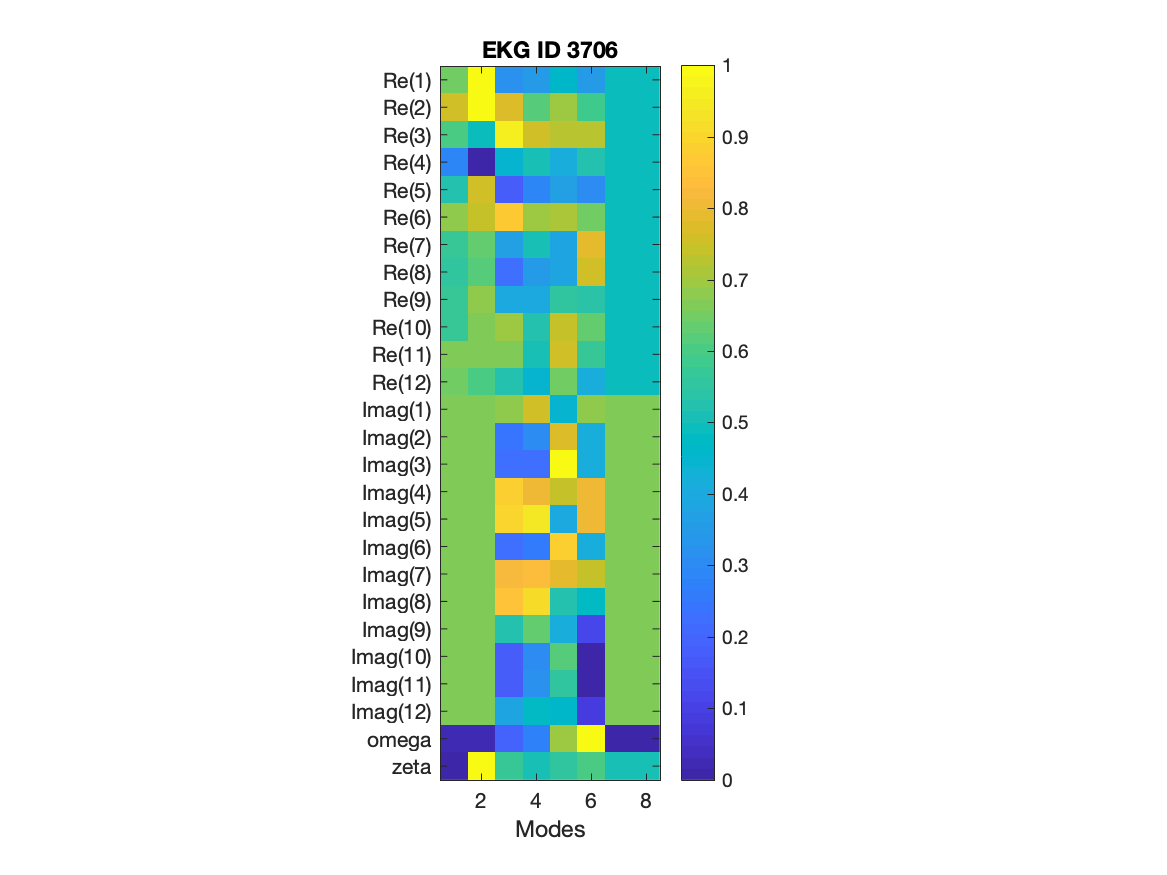 EKG ID 3706
Re(1)
Re(2)
Re(3)
Re(4)
Re(5)
Re(6)
Re(7)
Re(8)
Re(9)
Re(10)
Re(11)
Re(12)
Imag(1)
Imag(2)
Imag(3)
Imag(4)
Imag(5)
Imag(6)
Imag(7)
Imag(8)
Imag(9)
Imag(10)
Imag(11)
Imag(12)
omega
zeta
2 4 6 8
Modes
1
0.9
0.8
0.7
0.6
0.5
0.4
0.3
0.2
0.1
0